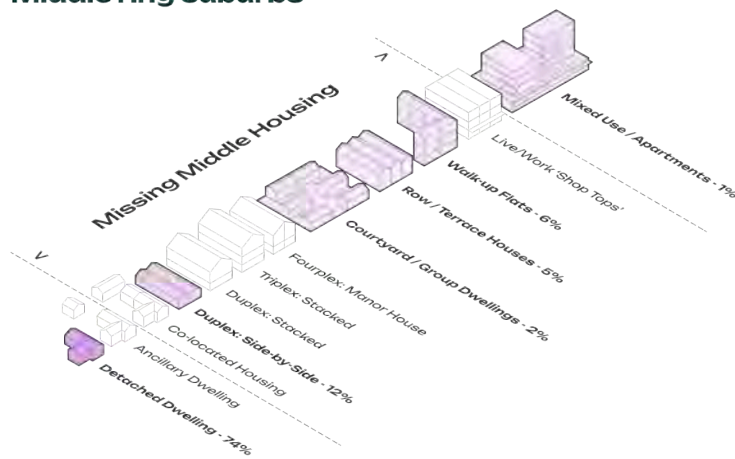 Middle Ring Suburbs
Missing Middle Housing
Mixed Use / Apartments - 1%
Live/Work Shop Tops'
Walk-up Flats - 6%
Row / Terrace Houses - 5%
Courtyard / Group Dwellings - 2%
Fourplex: Manor House
Triplex: Stacked
Duplex: Stacked
Duplex: Side-by-Side - 12%
Co-located Housing
Ancillary Dwelling
Detached Dwelling - 74%